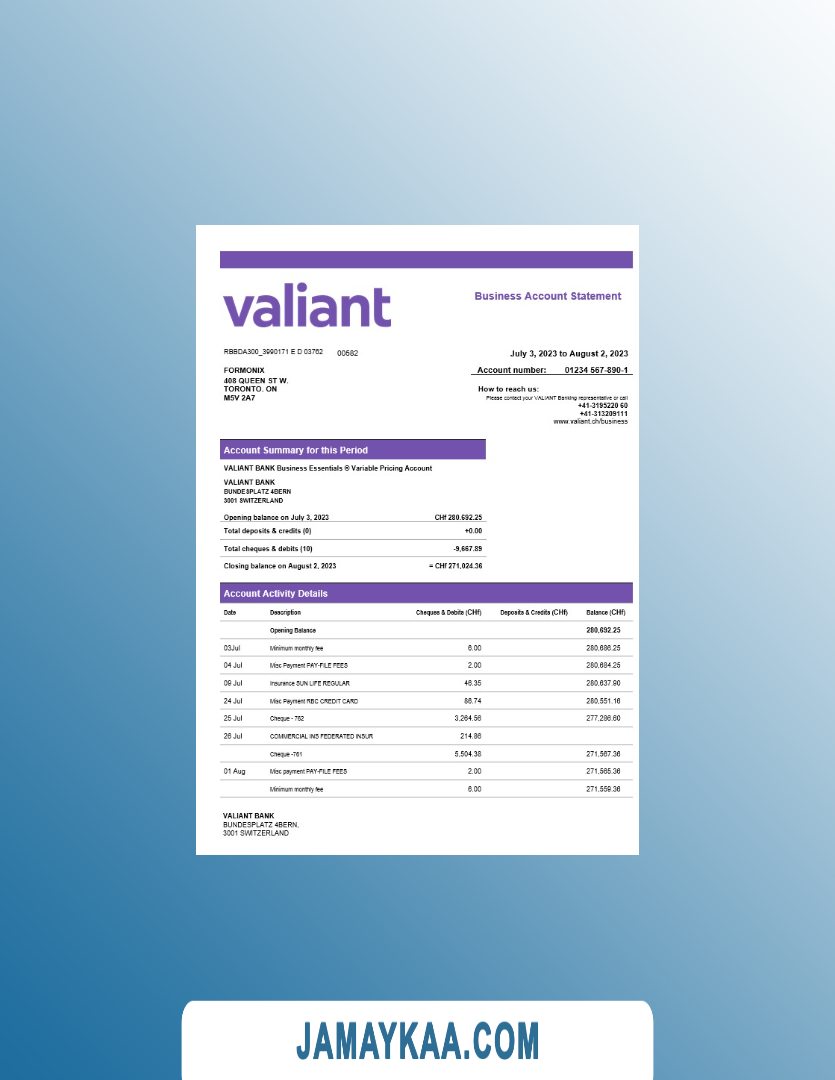 valiant
Business Account Statement
RBBDA300_3990171 E D 03762 00582
July 3, 2023 to August 2, 2023
FORMONIX
408 QUEEN ST W.
TORONTO. ON
M5V 2A7
Account number: 01234 567-890-1
How to reach us:
Please contact your VALIANT Banking representative or call
+41-3195220 60
+41-313209111
www.valiant.ch/business
Account Summary for this Period
VALIANT BANK Business Essentials ® Variable Pricing Account
VALIANT BANK
BUNDESPLATZ 4BERN
3001 SWITZERLAND
Opening balance on July 3, 2023 CHf 280.692.25
Total deposits & credits (0) +0.00
Total cheques & debits (10) -9,667.89
Closing balance on August 2, 2023 = CHf 271,024.36
Account Activity Details
Date Description Cheques & Debits (CHf) Deposits & Credits (CHf) Balance (CHf)
Opening Balance 280,692.25
03Jul Minimum monthly fee 6.00 280,686.25
04 Jul Misc Payment PAY-FILE FEES 2.00 280,684.25
09 Jul Insurance SUN LIFE REGULAR 46.35 280,637.90
24 Jul Misc Payment RBC CREDIT CARD 86.74 280,551.16
25 Jul Cheque - 762 3,264.56 277,286.60
26 Jul COMMERCIAL INS FEDERATED INSUR 214.86
Cheque -761 5,504.38 271,567.36
01 Aug Misc payment PAY-FILE FEES 2.00 271,565.36
Minimum monthly fee 6.00 271,559.36
VALIANT BANK
BUNDESPLATZ 4BERN,
3001 SWITZERLAND
JAMAYKAA.COM